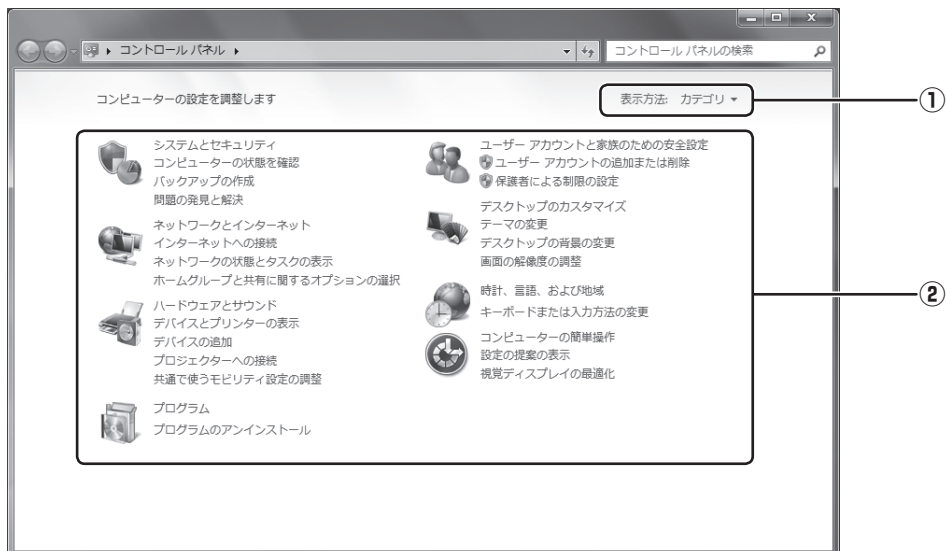 コントロール パネル
コントロール パネルの検索
コンピューターの設定を調整します
表示方法: カテゴリ
①
システムとセキュリティ
コンピューターの状態を確認
バックアップの作成
問題の発見と解決
ネットワークとインターネット
インターネットへの接続
ネットワークの状態とタスクの表示
ホームグループと共有に関するオプションの選択
ハードウェアとサウンド
デバイスとプリンターの表示
デバイスの追加
プロジェクターへの接続
共通で使うモビリティ設定の調整
プログラム
プログラムのアンインストール
ユーザー アカウントと家族のための安全設定
ユーザー アカウントの追加または削除
保護者による制限の設定
デスクトップのカスタマイズ
テーマの変更
デスクトップの背景の変更
画面の解像度の調整
時計、言語、および地域
キーボードまたは入力方法の変更
コンピューターの簡単操作
設定の提案の表示
視覚ディスプレイの最適化
②